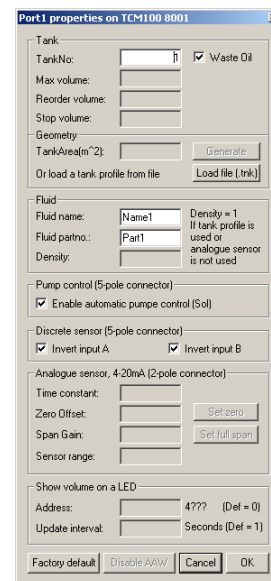 Port1 properties on TCM100 8001
Tank
TankNo: 1 Waste Oil
Max volume:
Reorder volume:
Stop volume:
Geometry
TankArea(m^2): Generate
Or load a tank profile from file Load file (.tnk)
Fluid
Fluid name: Name1 Density = 1
If tank profile is
Fluid partno.: Part1 used or
analogue sensor
Density: is not used
Pump control (5-pole connector)
Enable automatic pumpe control (Sol)
Discrete sensor (5-pole connector)
Invert input A Invert input B
Analogue sensor, 4-20mA (2-pole connector)
Time constant:
Zero Offset: Set zero
Span Gain: Set full span
Sensor range:
Show volume on a LED
Address: 4??? (Def = 0)
Update interval: Seconds (Def = 1)
Factory default Disable AAW Cancel OK